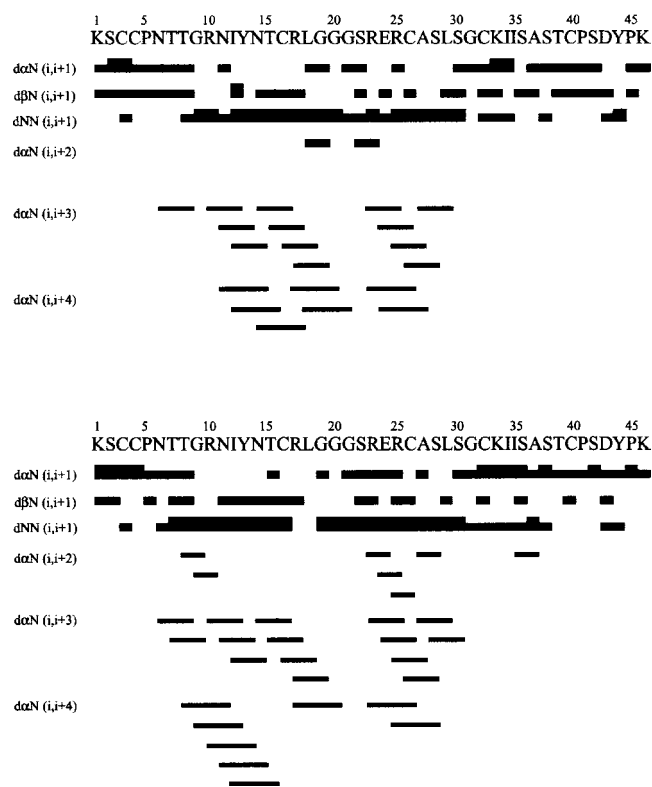 1 5 10 15 20 25 30 35 40 45
KSCCPNTTGRNIYNTCRLGGGSRERCASLSGCKIISASTCPSDYPK
dαN (i,i+1)
dβN (i,i+1)
dNN (i,i+1)
dαN (i,i+2)
dαN (i,i+3)
dαN (i,i+4)
1 5 10 15 20 25 30 35 40 45
KSCCPNTTGRNIYNTCRLGGGSRERCASLSGCKIISASTCPSDYPK
dαN (i,i+1)
dβN (i,i+1)
dNN (i,i+1)
dαN (i,i+2)
dαN (i,i+3)
dαN (i,i+4)